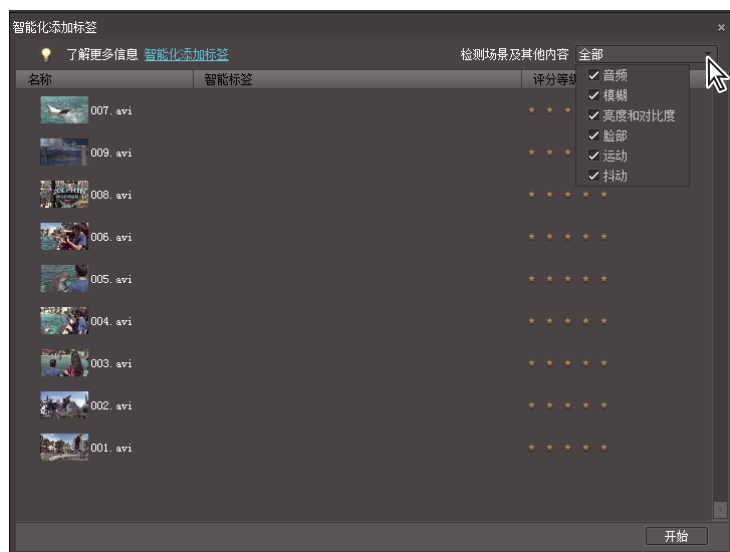 智能化添加标签
了解更多信息 智能化添加标签 检测场景及其他内容 全部
名称 智能标签 评分等级
音频
模糊
亮度和对比度
脸部
运动
抖动
007. avi
009. avi
008. avi
006. avi
005. avi
004. avi
003. avi
002. avi
001. avi
开始